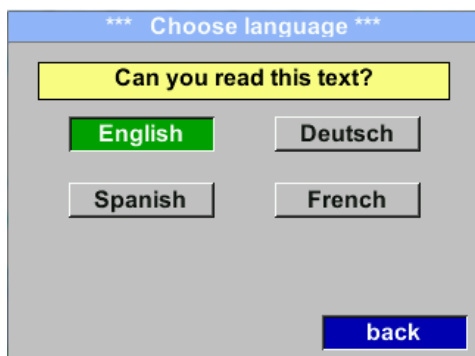 *** Choose language ***
Can you read this text?
English Deutsch
Spanish French
back